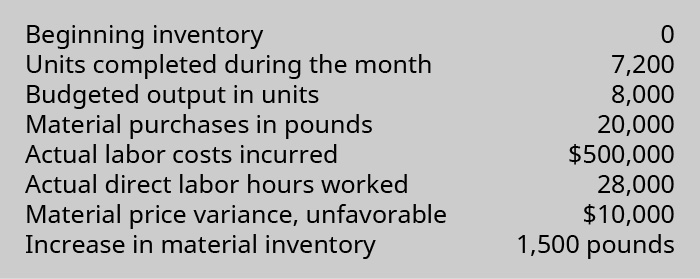 Beginning inventory 0
Units completed during the month 7,200
Budgeted output in units 8,000
Material purchases in pounds 20,000
Actual labor costs incurred $500,000
Actual direct labor hours worked 28,000
Material price variance, unfavorable $10,000
Increase in material inventory 1,500 pounds